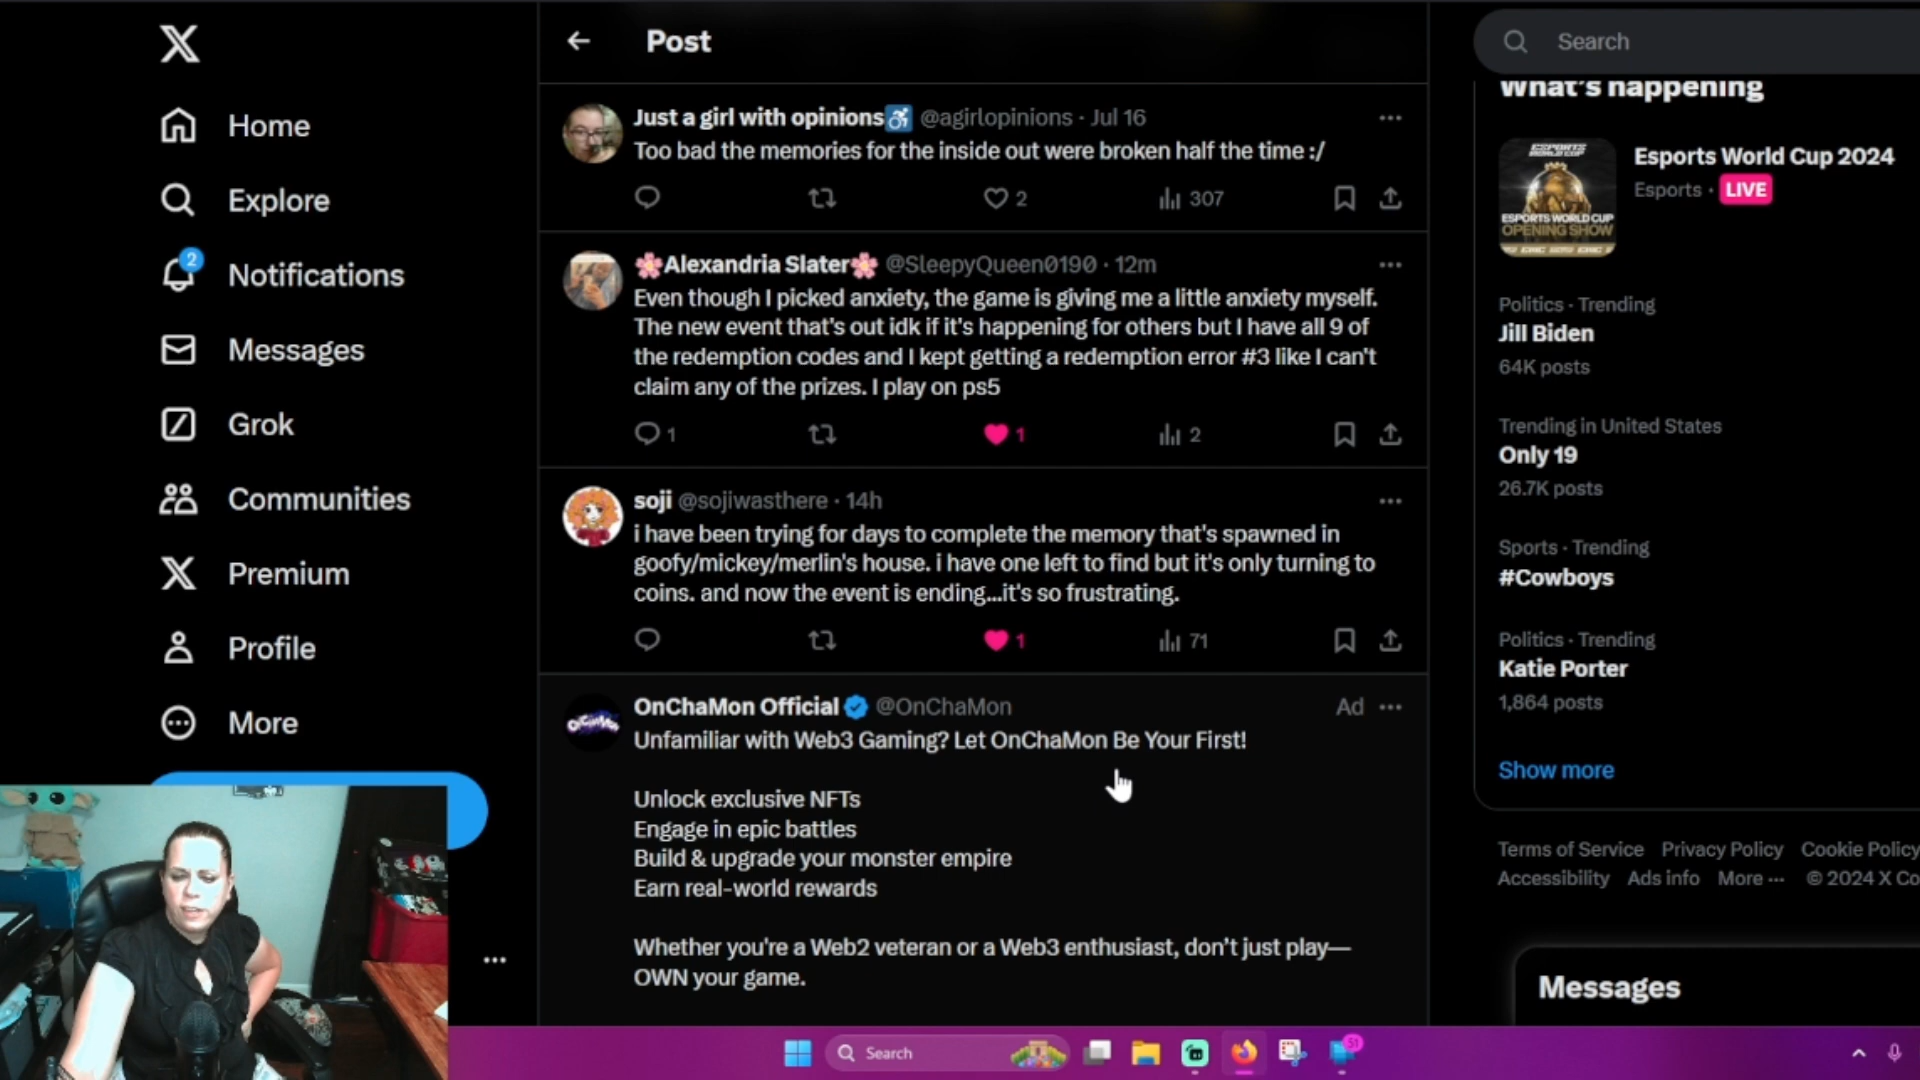 Home
Explore
2
Notifications
Messages
Grok
Communities
Premium
Profile
More
Post
Just a girl with opinions♿ @agirlopinions · Jul 16
Too bad the memories for the inside out were broken half the time :/
2
307
🌸Alexandria Slater🌸 @SleepyQueen0190 · 12m
Even though I picked anxiety, the game is giving me a little anxiety myself.
The new event that's out idk if it's happening for others but I have all 9 of
the redemption codes and I kept getting a redemption error #3 like I can't
claim any of the prizes. I play on ps5
1
1
2
soji @sojiwasthere · 14h
i have been trying for days to complete the memory that's spawned in
goofy/mickey/merlin's house. i have one left to find but it's only turning to
coins. and now the event is ending...it's so frustrating.
1
71
OnChaMon Official @OnChaMon
Ad
Unfamiliar with Web3 Gaming? Let OnChaMon Be Your First!
Unlock exclusive NFTs
Engage in epic battles
Build & upgrade your monster empire
Earn real-world rewards
Whether you're a Web2 veteran or a Web3 enthusiast, don't just play—
OWN your game.
Search
What's happening
ESPORTS WORLD CUP
OPENING SHOW
Esports World Cup 2024
Esports · LIVE
Politics · Trending
Jill Biden
64K posts
Trending in United States
Only 19
26.7K posts
Sports · Trending
#Cowboys
Politics · Trending
Katie Porter
1,864 posts
Show more
Terms of Service Privacy Policy Cookie Policy
Accessibility Ads info More ··· © 2024 X Co
Messages
Search
51